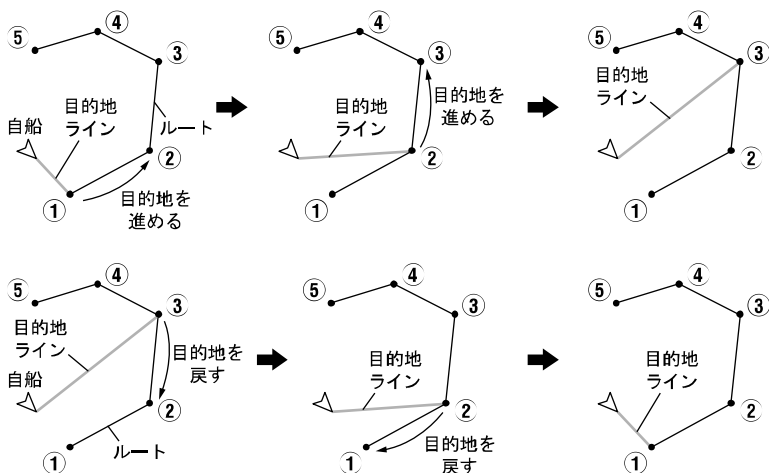 ④
⑤
③
目的地
ライン
自船
ルート
②
①
目的地を
進める
④
⑤
③
目的地を
進める
目的地
ライン
②
①
④
⑤
③
目的地
ライン
②
①
④
⑤
③
目的地
ライン
自船
目的地を
戻す
②
①
ルート
④
⑤
③
目的地
ライン
②
①
目的地を
戻す
④
⑤
③
目的地
ライン
②
①